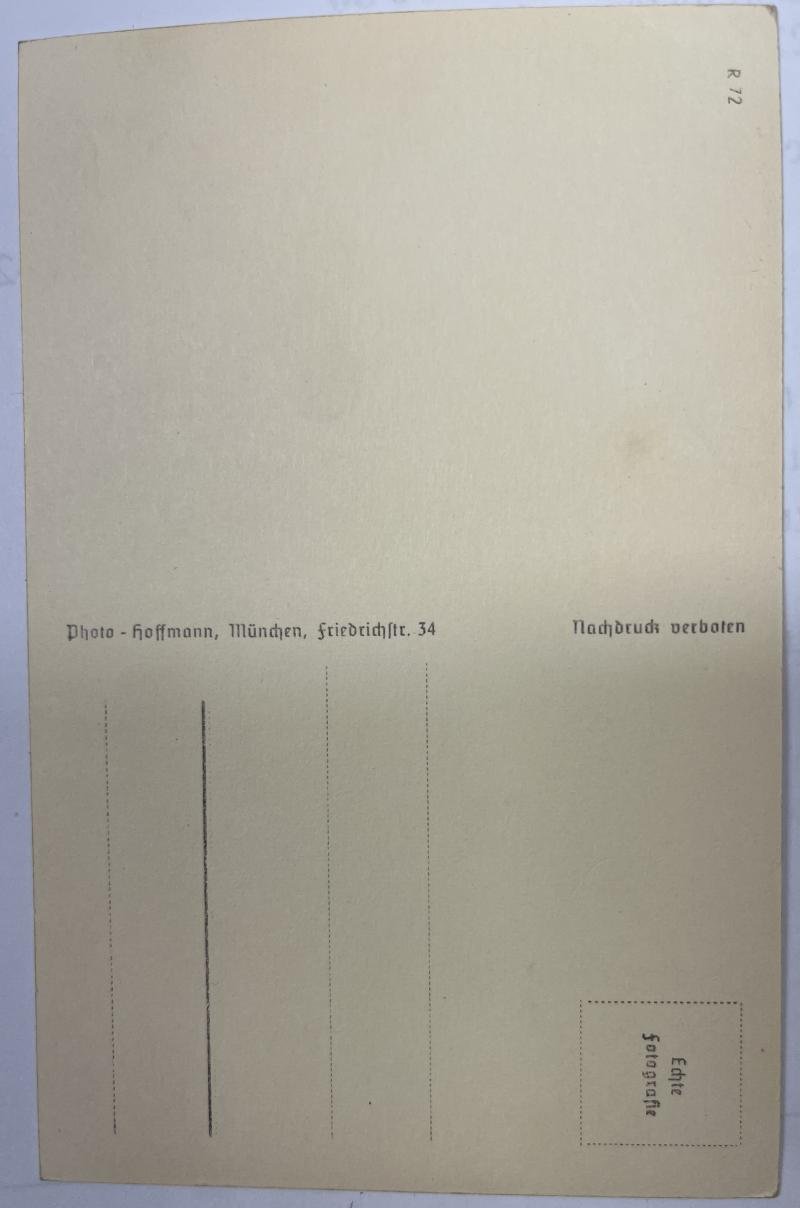 R 72
Photo - Hoffmann, München, Friedrichstr. 34
Nachdruck verboten
Echte
Fotografie